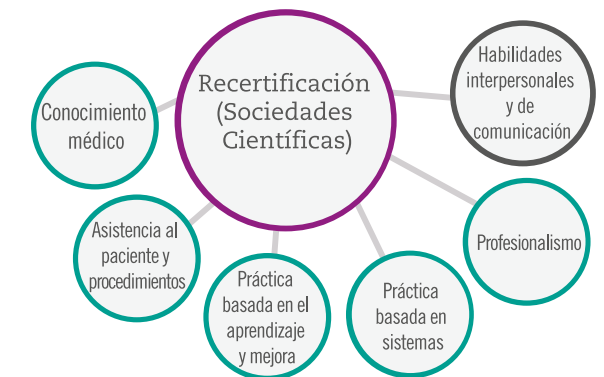 Recertificación
(Sociedades
Científicas)
Habilidades
interpersonales
y de
comunicación
Conocimiento
médico
Asistencia al
paciente y
procedimientos
Práctica
basada en el
aprendizaje
y mejora
Práctica
basada en
sistemas
Profesionalismo